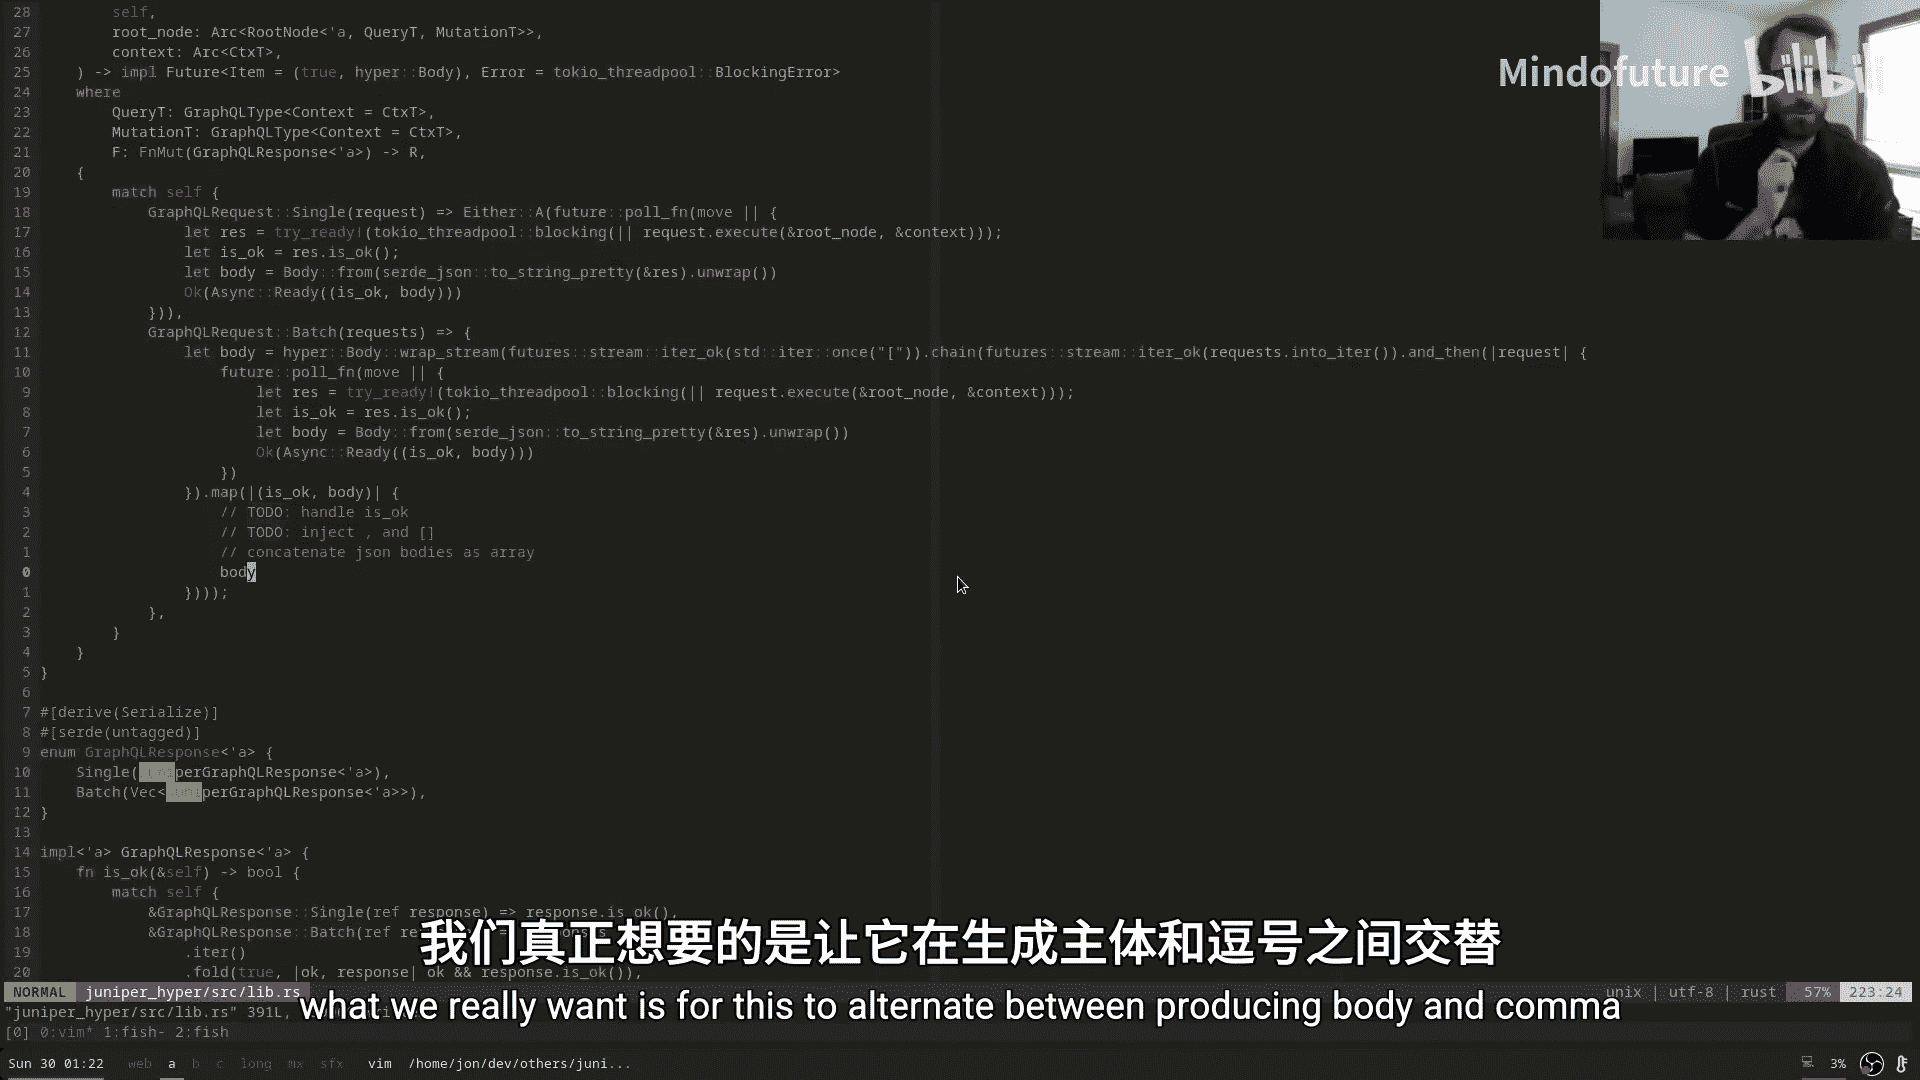 28         self,
27         root_node: Arc<RootNode<'a, QueryT, MutationT>>,
26         context: Arc<CtxT>,
25     ) -> impl Future<Item = (true, hyper::Body), Error = tokio_threadpool::BlockingError>
24     where
23         QueryT: GraphQLType<Context = CtxT>,
22         MutationT: GraphQLType<Context = CtxT>,
21         F: FnMut(GraphQLResponse<'a>) -> R,
20     {
19         match self {
18             GraphQLRequest::Single(request) => Either::A(future::poll_fn(move || {
17                 let res = try_ready!(tokio_threadpool::blocking(|| request.execute(&root_node, &context)));
16                 let is_ok = res.is_ok();
15                 let body = Body::from(serde_json::to_string_pretty(&res).unwrap())
14                 Ok(Async::Ready((is_ok, body)))
13             })),
12             GraphQLRequest::Batch(requests) => {
11                 let body = hyper::Body::wrap_stream(futures::stream::iter_ok(std::iter::once("[")).chain(futures::stream::iter_ok(requests.into_iter()).and_then(|request| {
10                     future::poll_fn(move || {
9                         let res = try_ready!(tokio_threadpool::blocking(|| request.execute(&root_node, &context)));
8                         let is_ok = res.is_ok();
7                         let body = Body::from(serde_json::to_string_pretty(&res).unwrap())
6                         Ok(Async::Ready((is_ok, body)))
5                     })
4                 }).map(|(is_ok, body)| {
3                     // TODO: handle is_ok
2                     // TODO: inject , and []
1                     // concatenate json bodies as array
0                     body
1                 })));
2             },
3         }
4     }
5 }
6
7 #[derive(Serialize)]
8 #[serde(untagged)]
9 enum GraphQLResponse<'a> {
10     Single(JuniperGraphQLResponse<'a>),
11     Batch(Vec<JuniperGraphQLResponse<'a>>),
12 }
13
14 impl<'a> GraphQLResponse<'a> {
15     fn is_ok(&self) -> bool {
16         match self {
17             &GraphQLResponse::Single(ref response) => response.is_ok(),
18             &GraphQLResponse::Batch(ref
19                 .iter()
20                 .fold(true, |ok, response| ok && response.is_ok()),
Mindofuture bilibili
我们真正想要的是让它在生成主体和逗号之间交替
what we really want is for this to alternate between producing body and comma
NORMAL juniper_hyper/src/lib.rs unix | utf-8 | rust 57% 223:24
"juniper_hyper/src/lib.rs" 391L,
[0] 0:vim* 1:fish- 2:fish
Sun 30 01:22 web a b c long mx sfx vim /home/jon/dev/others/juni... 3%